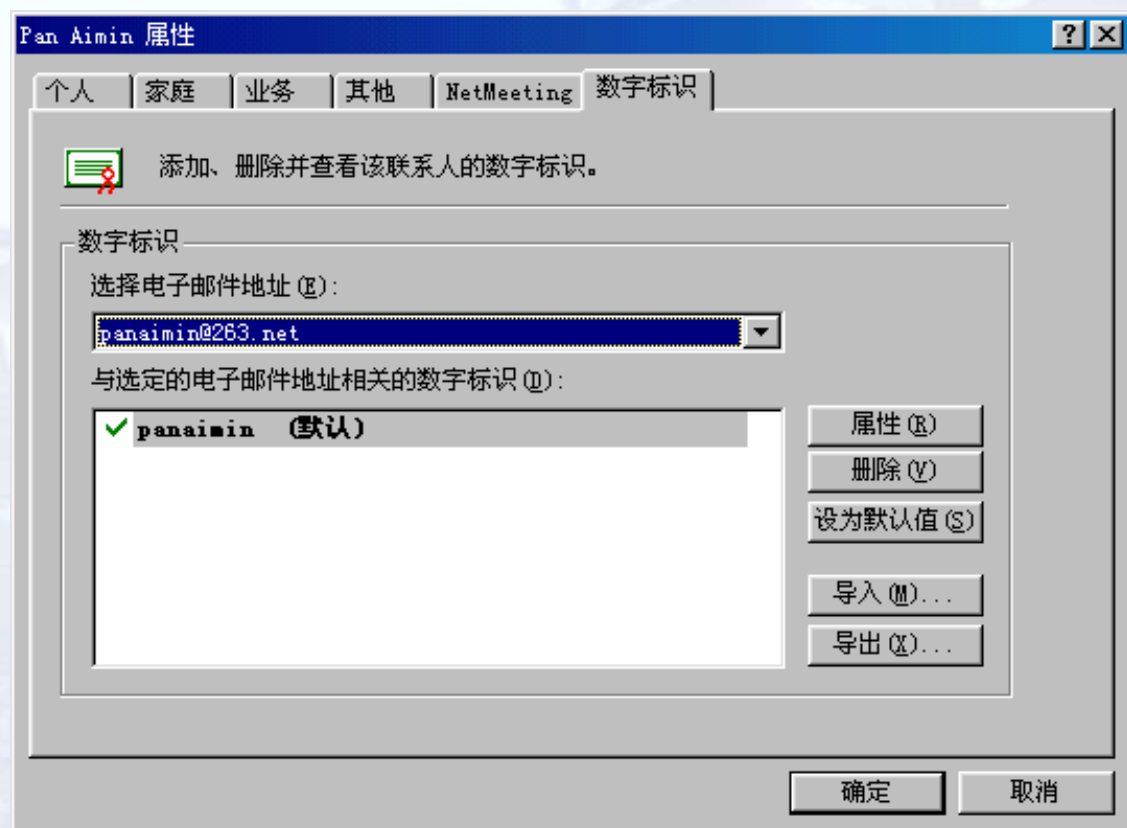 Pan Aimin 属性
个人 家庭 业务 其他 NetMeeting 数字标识
添加、删除并查看该联系人的数字标识。
数字标识
选择电子邮件地址(E):
panaimin@263.net
与选定的电子邮件地址相关的数字标识(D):
panaimin (默认)
属性(R)
删除(V)
设为默认值(S)
导入(M)...
导出(X)...
确定 取消